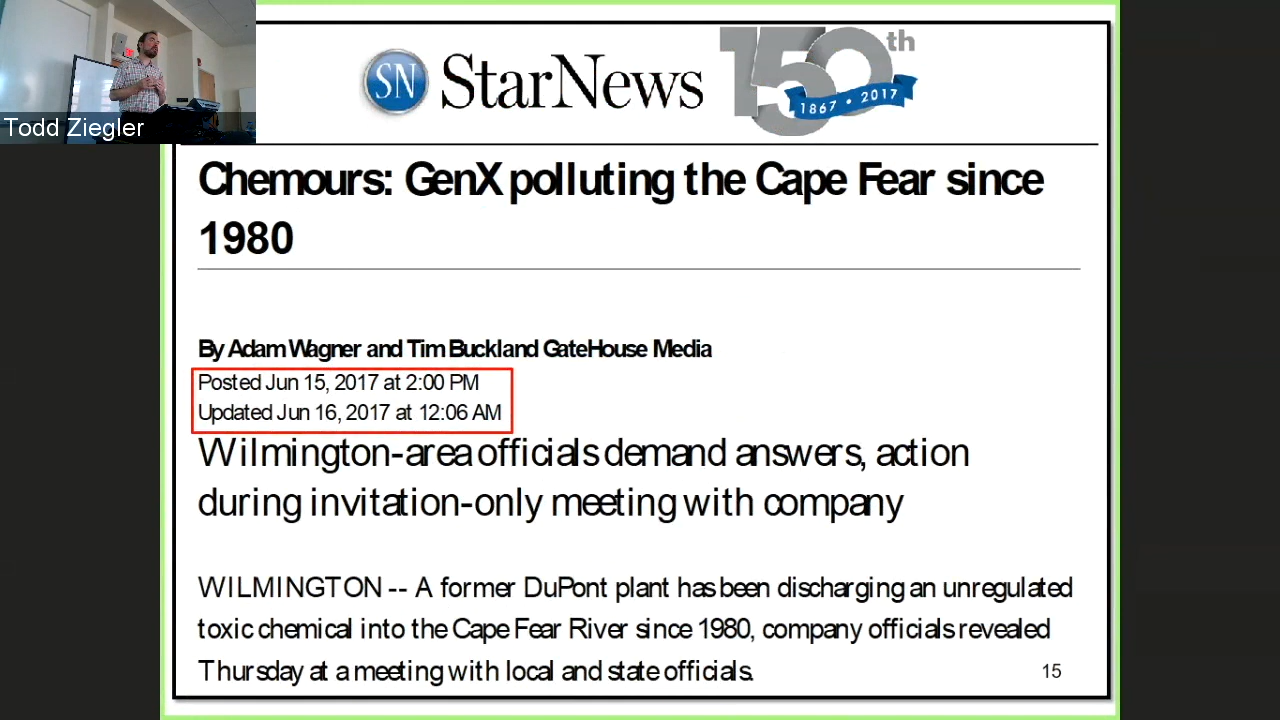 Todd Ziegler
SN StarNews 150th
1867 • 2017
Chemours: GenX polluting the Cape Fear since
1980
By Adam Wagner and Tim Buckland GateHouse Media
Posted Jun 15, 2017 at 2:00 PM
Updated Jun 16, 2017 at 12:06 AM
Wilmington-area officials demand answers, action
during invitation-only meeting with company
WILMINGTON -- A former DuPont plant has been discharging an unregulated
toxic chemical into the Cape Fear River since 1980, company officials revealed
Thursday at a meeting with local and state officials.
15